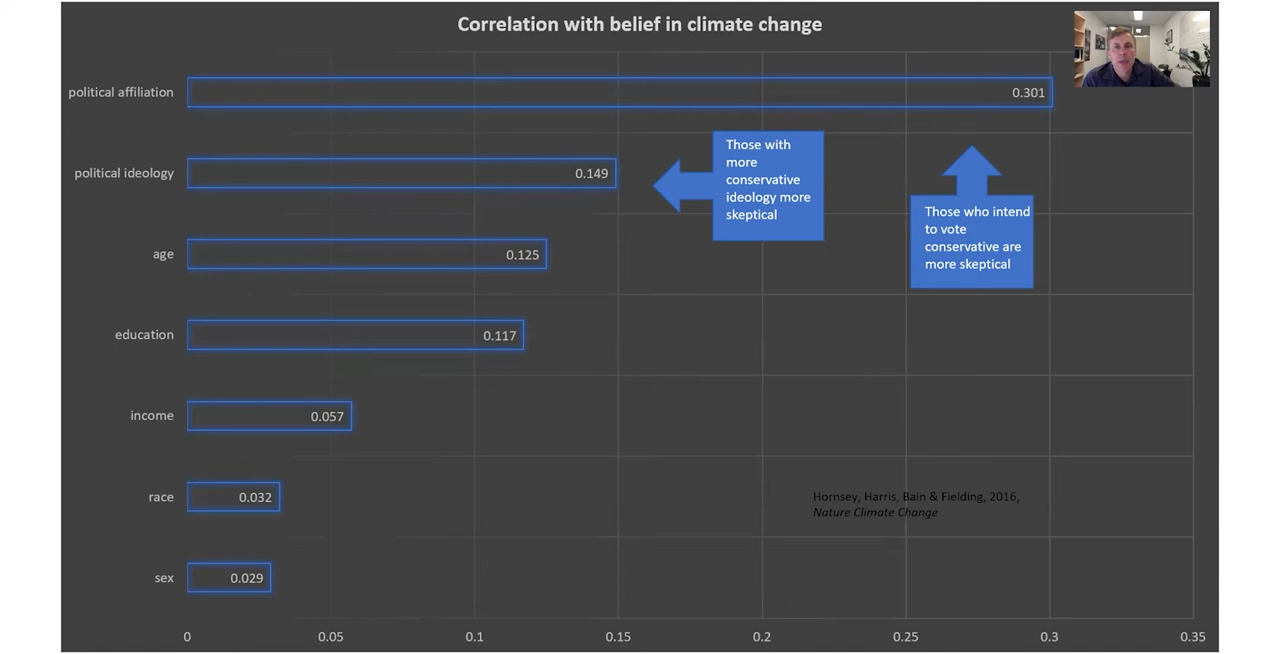 Correlation with belief in climate change
political affiliation
0.301
political ideology
0.149
Those with
more
conservative
ideology more
skeptical
Those who intend
to vote
conservative are
more skeptical
age
0.125
education
0.117
income
0.057
race
0.032
Hornsey, Harris, Bain & Fielding, 2016,
Nature Climate Change
sex
0.029
0 0.05 0.1 0.15 0.2 0.25 0.3 0.35